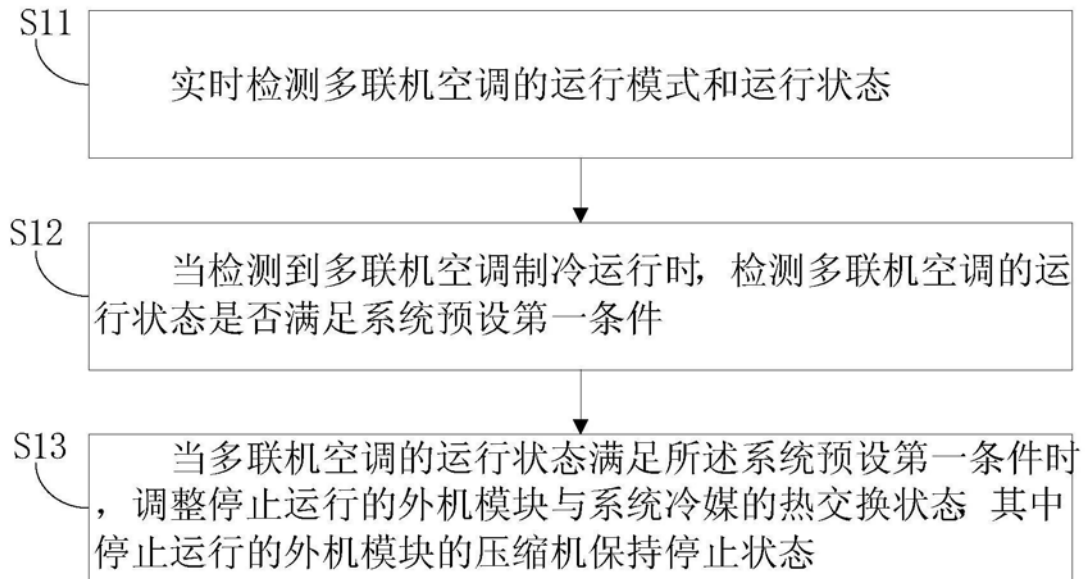 S11
实时检测多联机空调的运行模式和运行状态
S12
当检测到多联机空调制冷运行时，检测多联机空调的运
行状态是否满足系统预设第一条件
S13
当多联机空调的运行状态满足所述系统预设第一条件时
，调整停止运行的外机模块与系统冷媒的热交换状态，其中
停止运行的外机模块的压缩机保持停止状态